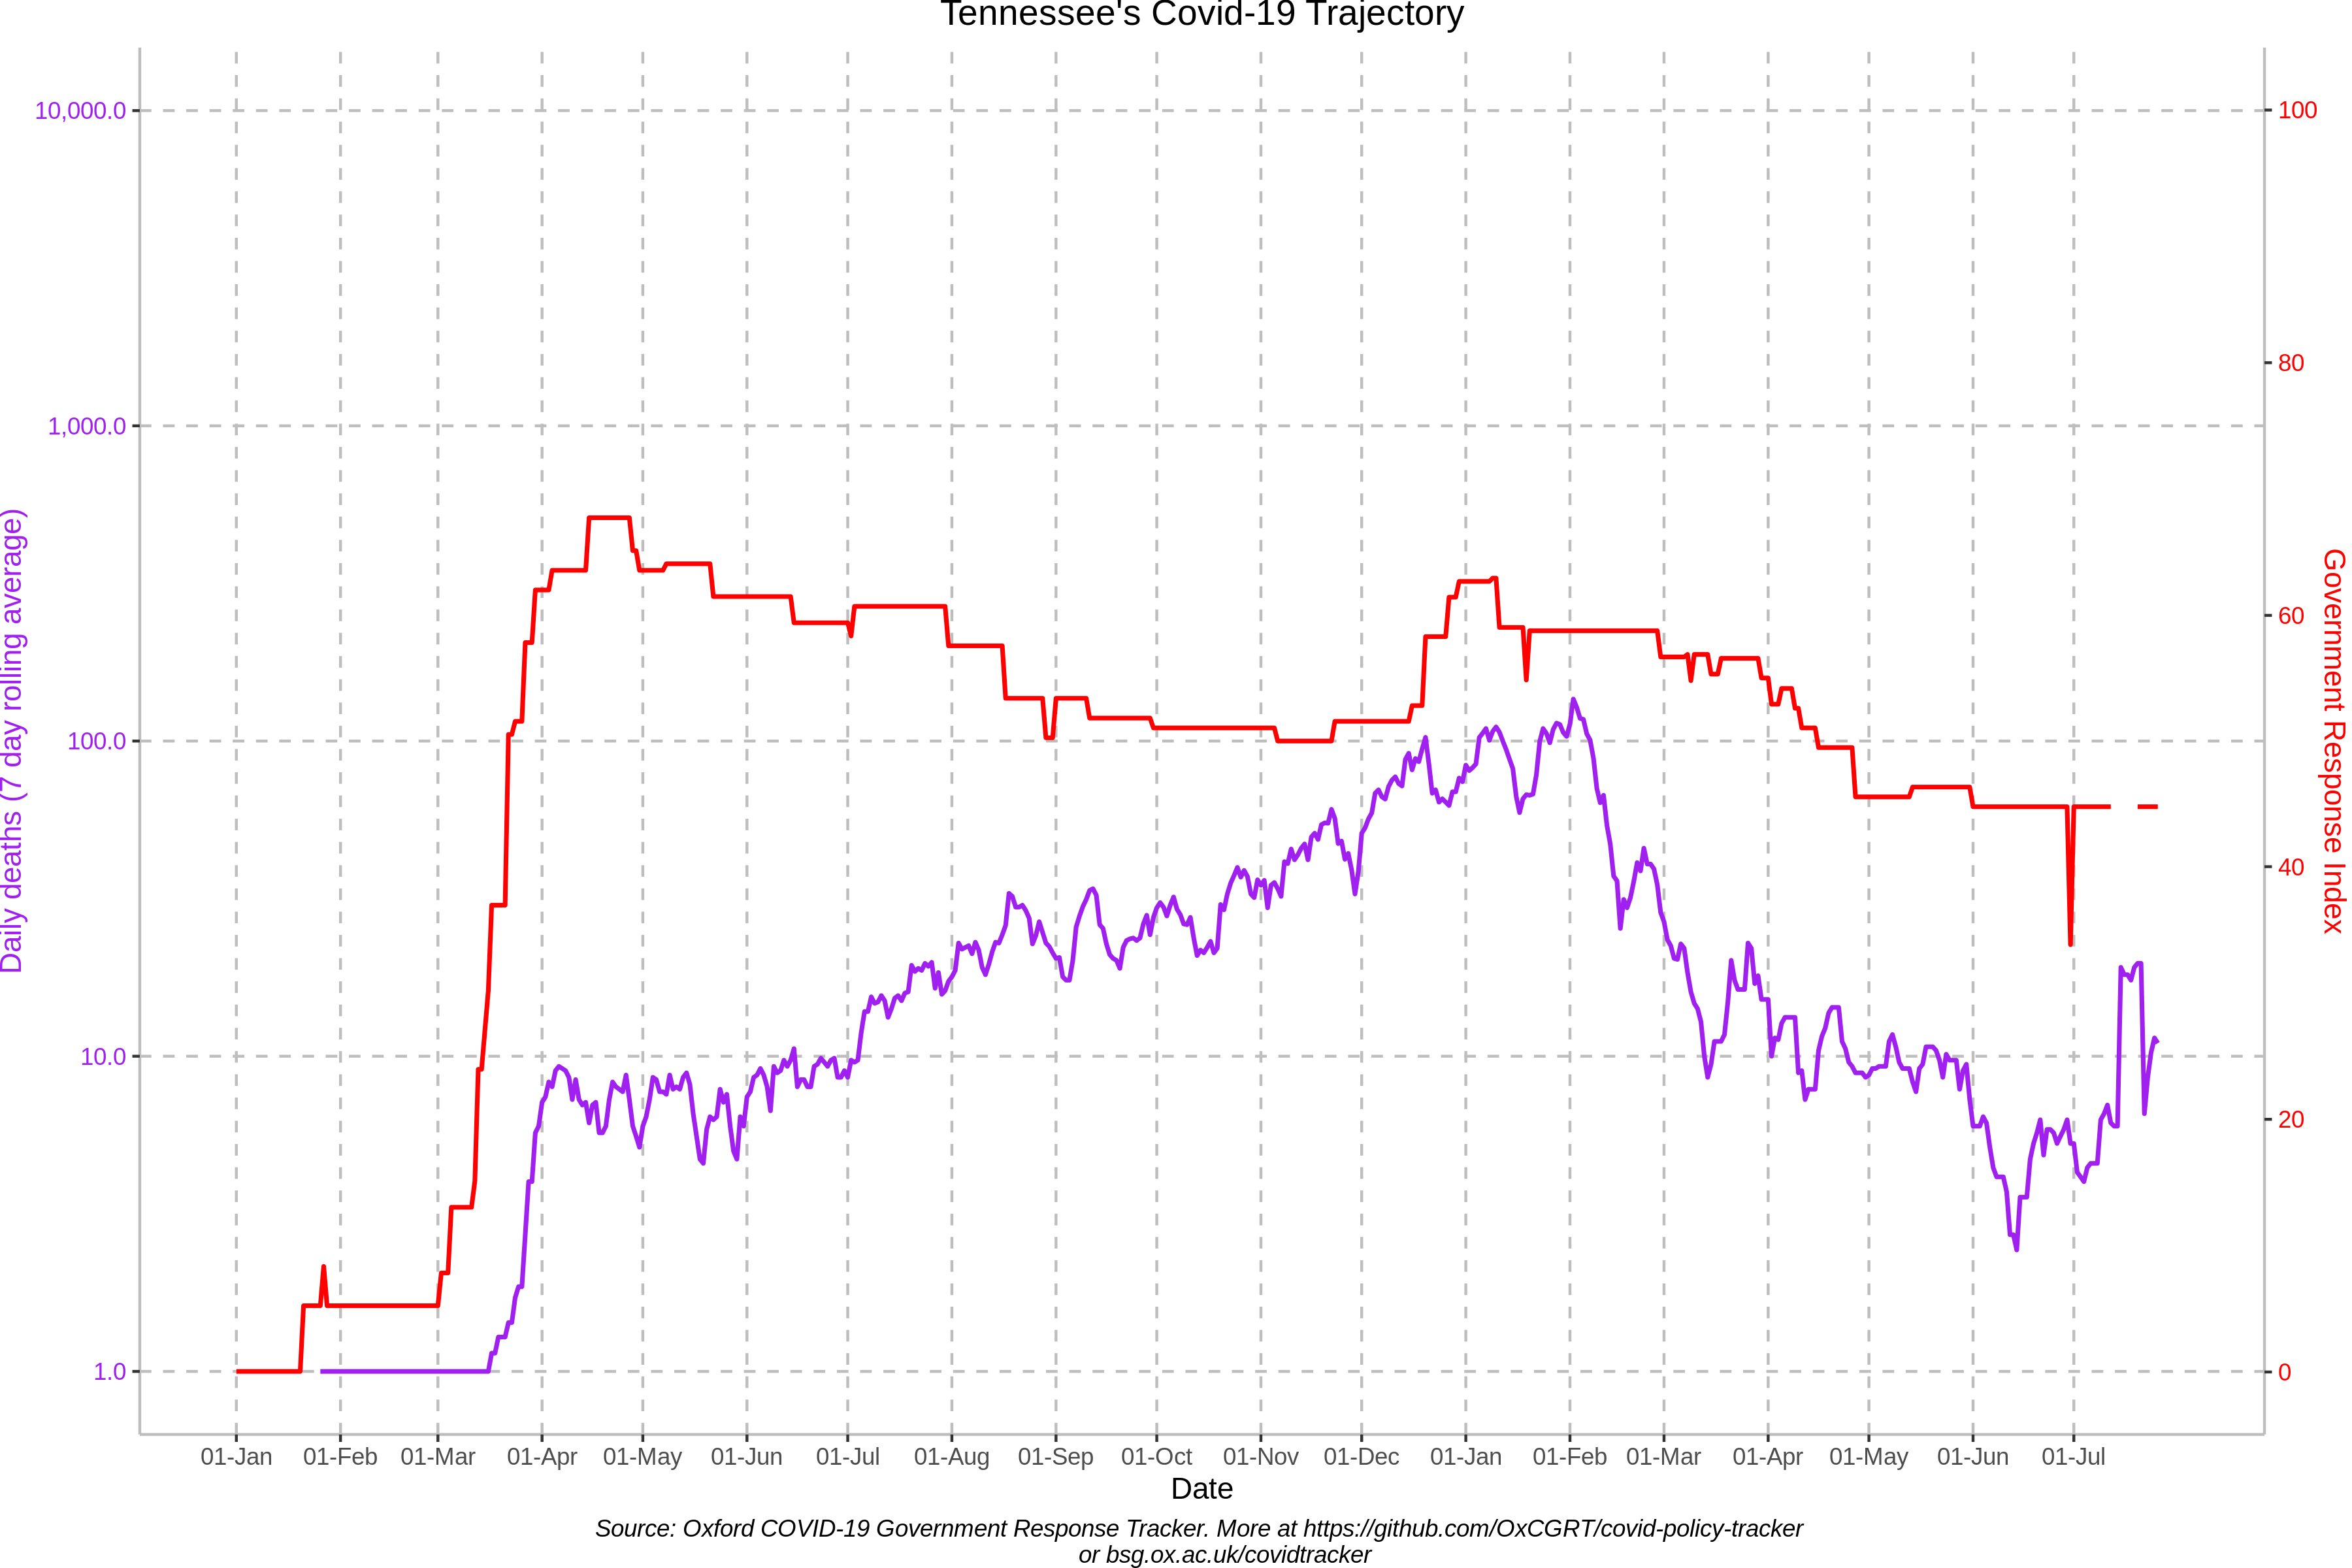 Tennessee's Covid-19 Trajectory
10,000.0
1,000.0
100.0
10.0
1.0
Daily deaths (7 day rolling average)
100
80
60
40
20
0
Government Response Index
01-Jan 01-Feb 01-Mar 01-Apr 01-May 01-Jun 01-Jul 01-Aug 01-Sep 01-Oct 01-Nov 01-Dec 01-Jan 01-Feb 01-Mar 01-Apr 01-May 01-Jun 01-Jul
Date
Source: Oxford COVID-19 Government Response Tracker. More at https://github.com/OxCGRT/covid-policy-tracker
or bsg.ox.ac.uk/covidtracker